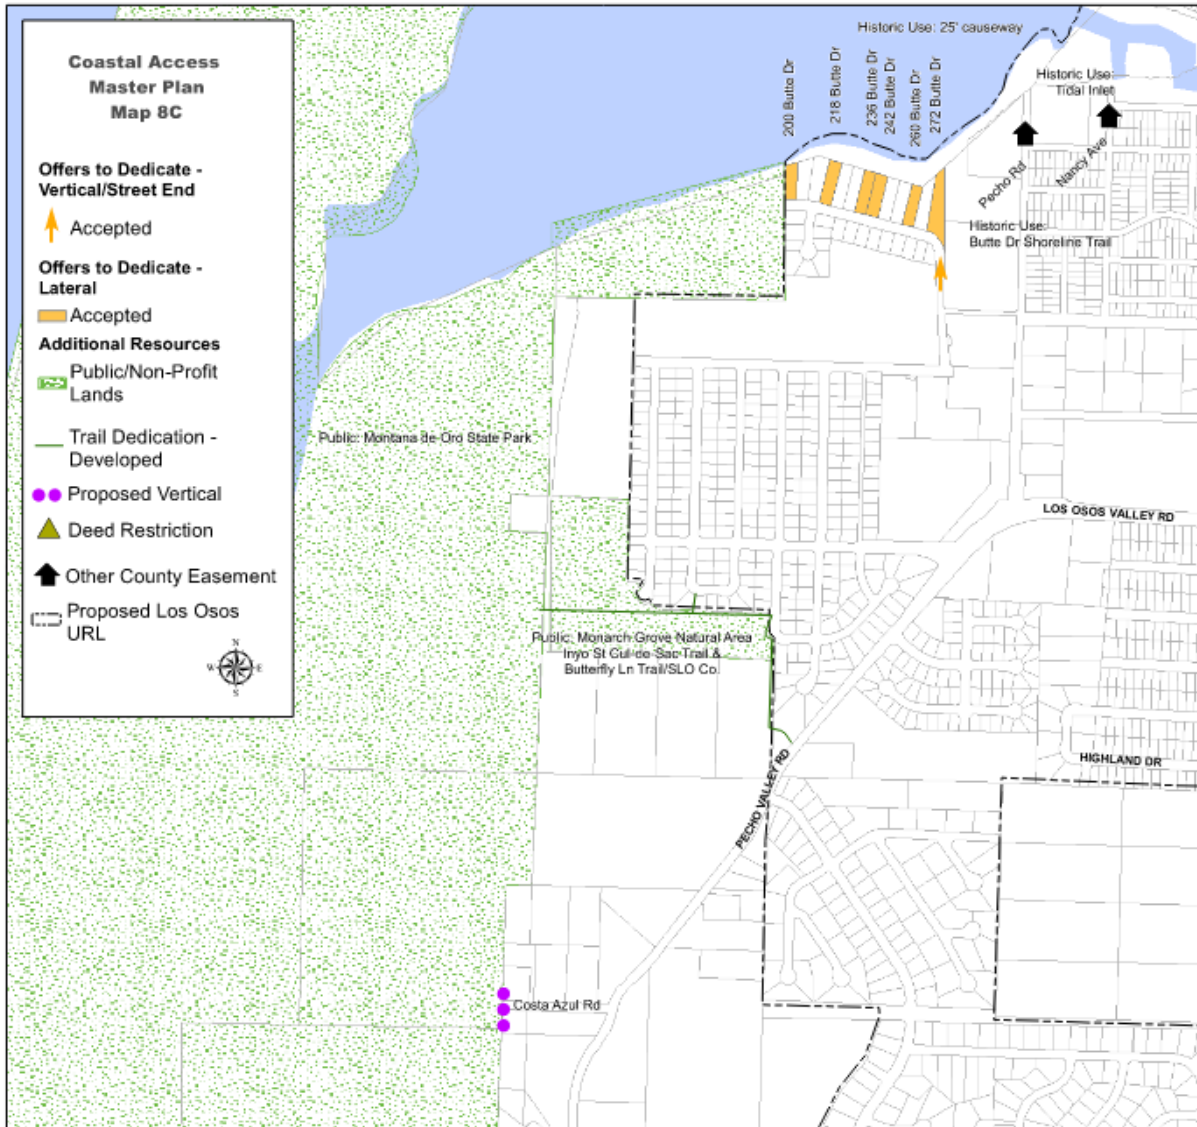 Coastal Access
Master Plan
Map 8C
Offers to Dedicate -
Vertical/Street End
Accepted
Offers to Dedicate -
Lateral
Accepted
Additional Resources
Public/Non-Profit
Lands
Trail Dedication -
Developed
Proposed Vertical
Deed Restriction
Other County Easement
Proposed Los Osos
URL
N
W
E
S
Historic Use: 25' causeway
200 Butte Dr
218 Butte Dr
236 Butte Dr
242 Butte Dr
260 Butte Dr
272 Butte Dr
Historic Use:
Tidal Inlet
Pecho Rd
Nancy Ave
Historic Use:
Butte Dr Shoreline Trail
Public: Montana de Oro State Park
LOS OSOS VALLEY RD
Public: Monarch Grove Natural Area
Inyo St Cul-de-Sac Trail &
Butterfly Ln Trail/SLO Co.
PECHO VALLEY RD
HIGHLAND DR
Costa Azul Rd